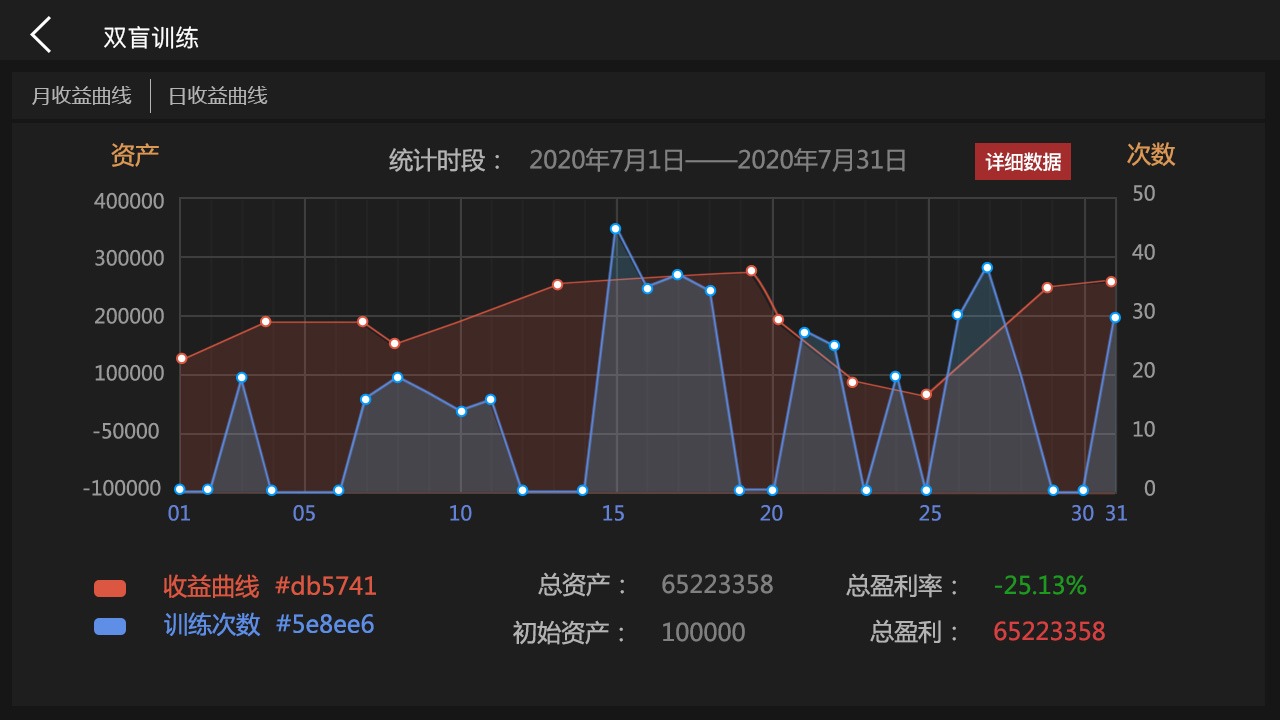 双盲训练
月收益曲线 日收益曲线
资产 统计时段： 2020年7月1日——2020年7月31日 详细数据 次数
400000 50
300000 40
200000 30
100000 20
-50000 10
-100000 0
01 05 10 15 20 25 30 31
收益曲线 #db5741 总资产： 65223358 总盈利率： -25.13%
训练次数 #5e8ee6 初始资产： 100000 总盈利： 65223358